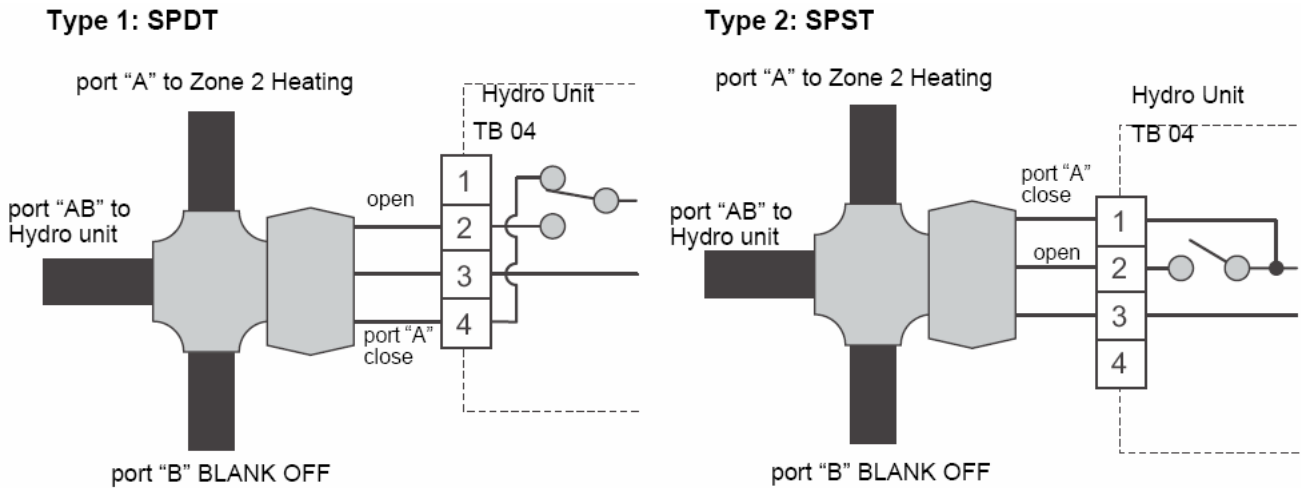 Type 1: SPDT
port “A” to Zone 2 Heating
Hydro Unit
TB 04
port “AB” to
Hydro unit
open
1
2
3
4
port “A”
close
port “B” BLANK OFF
Type 2: SPST
port “A” to Zone 2 Heating
Hydro Unit
TB 04
port “AB” to
Hydro unit
port “A”
close
open
1
2
3
4
port “B” BLANK OFF